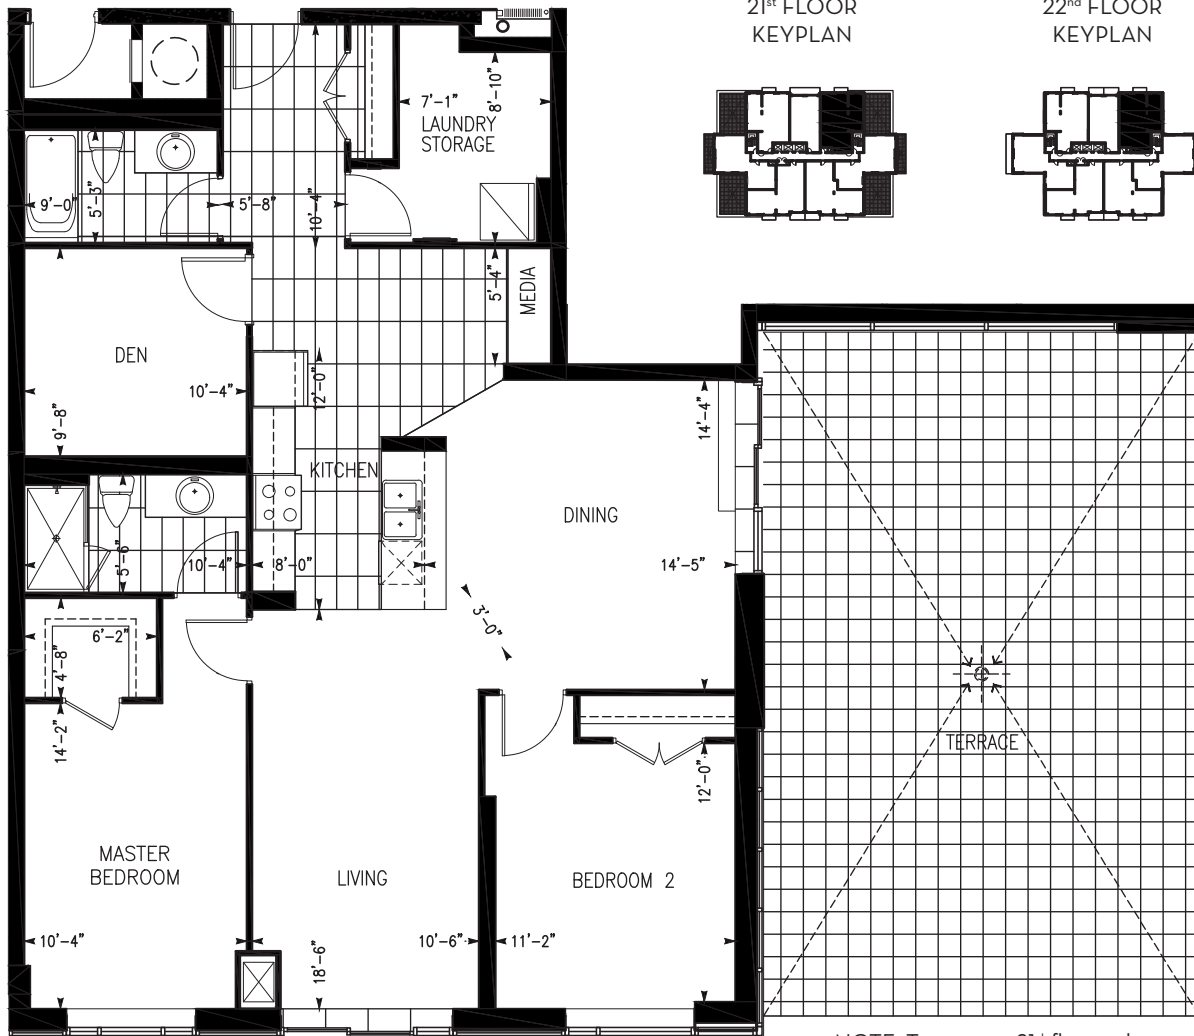 21st FLOOR
KEYPLAN
22nd FLOOR
KEYPLAN
7'-1"
8'-10"
LAUNDRY
STORAGE
9'-0"
5'-3"
5'-8"
10'-4"
5'-4"
MEDIA
DEN
10'-4"
9'-8"
12'-0"
14'-4"
KITCHEN
DINING
5'-6"
10'-4"
8'-0"
14'-5"
6'-2"
3'-0"
4'-8"
14'-2"
TERRACE
12'-0"
MASTER
BEDROOM
LIVING
BEDROOM 2
10'-4"
10'-6"
11'-2"
18'-6"